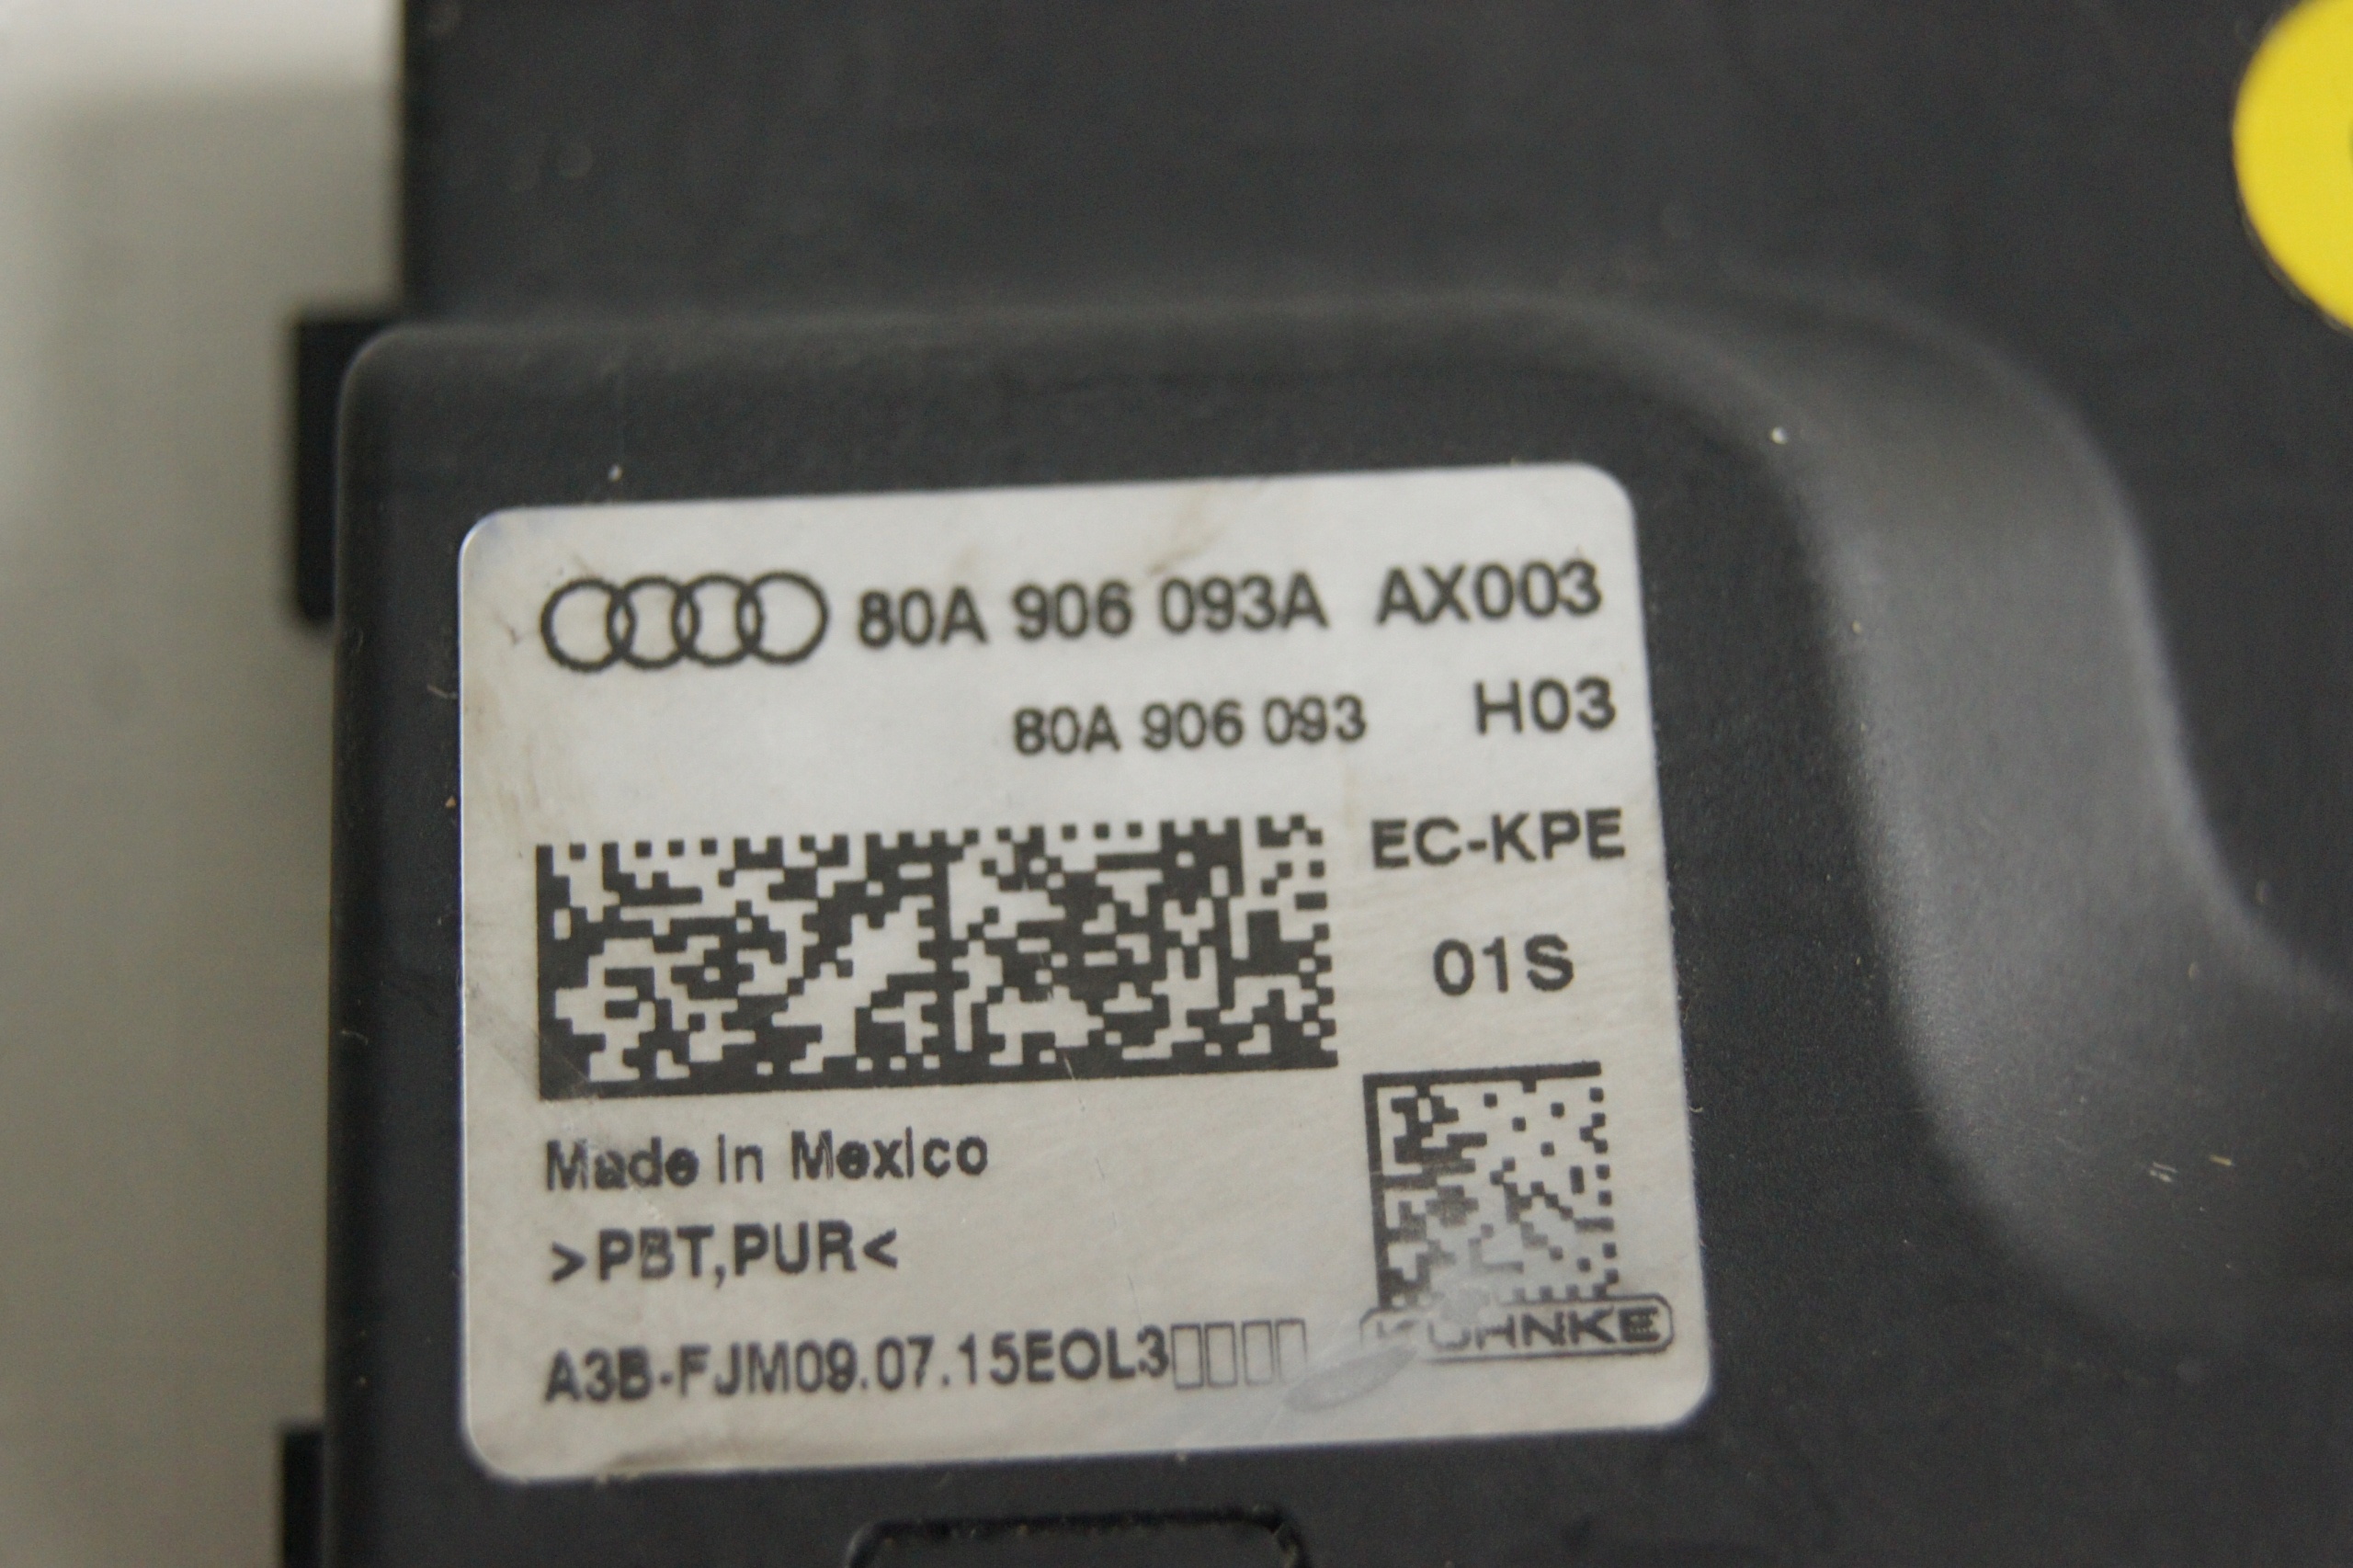 80A 906 093A AX003
80A 906 093 H03
EC-KPE
01S
Made in Mexico
>PBT,PUR<
A3B-FJM09.07.15EOL3□□□□
KUHNKE